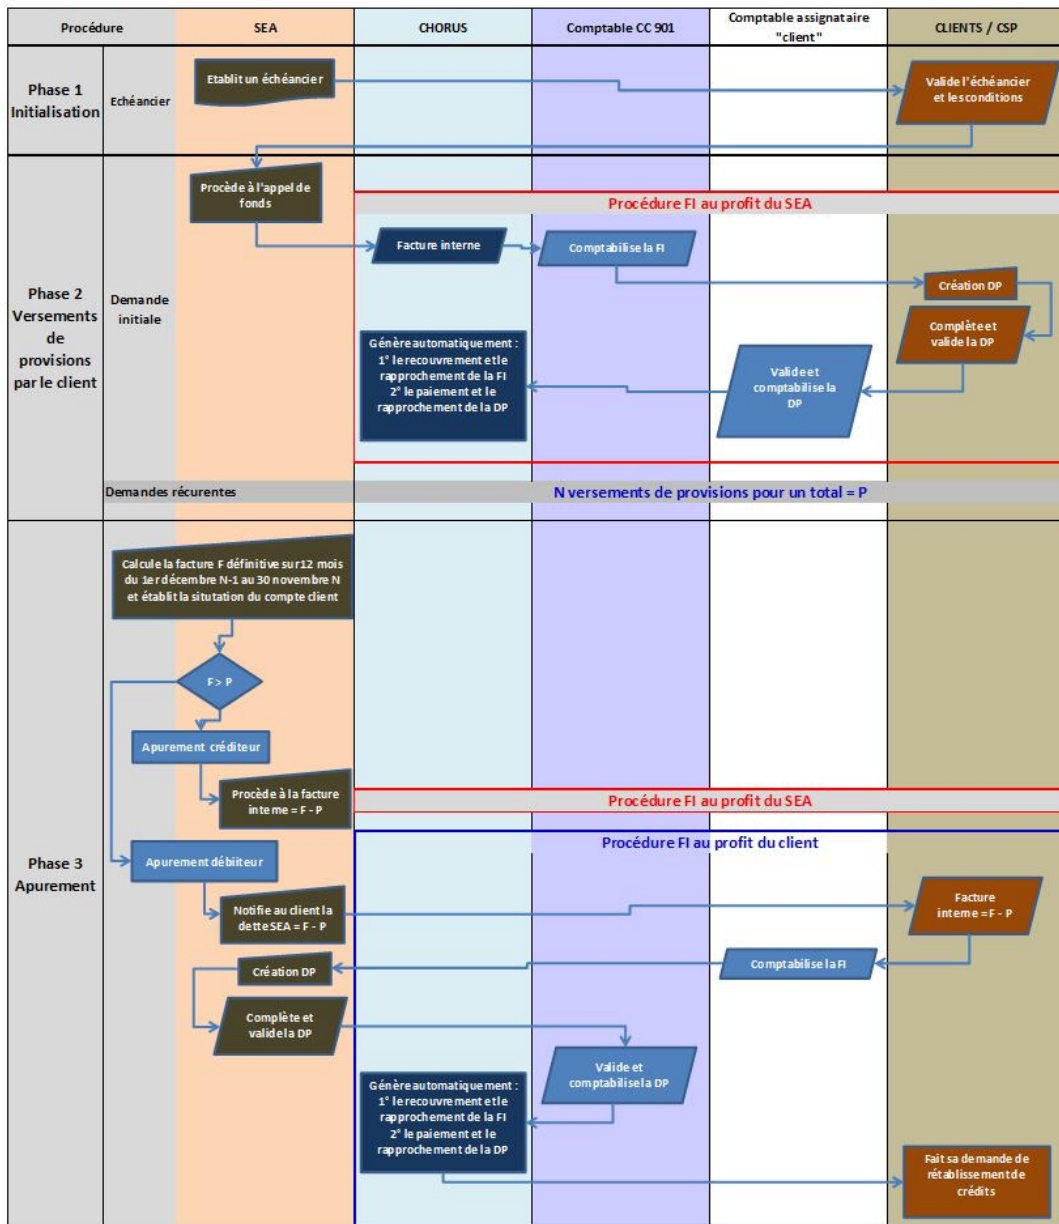 Procédure
SEA
CHORUS
Comptable CC 901
Comptable assignataire
"client"
CLIENTS / CSP
Phase 1
Initialisation
Echéancier
Etablit un échéancier
Valide l'échéancier
et les conditions
Phase 2
Versements
de
provisions
par le client
Demande
initiale
Procède à l'appel de
fonds
Procédure FI au profit du SEA
Facture interne
Comptabilise la FI
Création DP
Complète et
valide la DP
Valide et
comptabilise la
DP
Génère automatiquement :
1° le recouvrement et le
rapprochement de la FI
2° le paiement et le
rapprochement de la DP
Demandes récurentes
N versements de provisions pour un total = P
Phase 3
Apurement
Calcule la facture F définitive sur 12 mois
du 1er décembre N-1 au 30 novembre N
et établit la situtation du compte client
F > P
Apurement créditeur
Procède à la facture
interne = F - P
Procédure FI au profit du SEA
Procédure FI au profit du client
Apurement débiiteur
Notifie au client la
dette SEA = F - P
Facture
interne = F - P
Comptabilise la FI
Création DP
Complète et
valide la DP
Valide et
comptabilise la DP
Génère automatiquement :
1° le recouvrement et le
rapprochement de la FI
2° le paiement et le
rapprochement de la DP
Fait sa demande de
rétablissement de
crédits